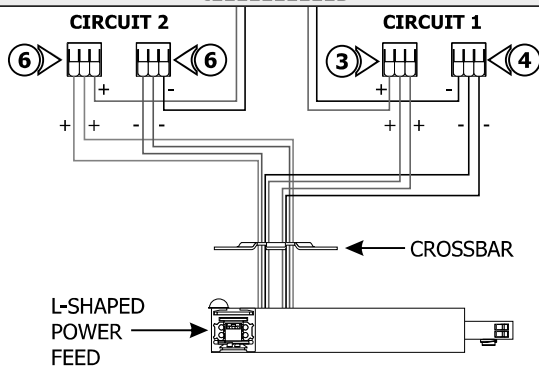 CIRCUIT 2
CIRCUIT 1
6
6
3
4
+
-
+
-
+ +
- -
+ +
- -
CROSSBAR
L-SHAPED
POWER
FEED